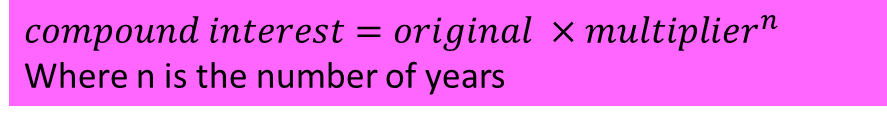 compound interest = original × multiplierⁿ
Where n is the number of years